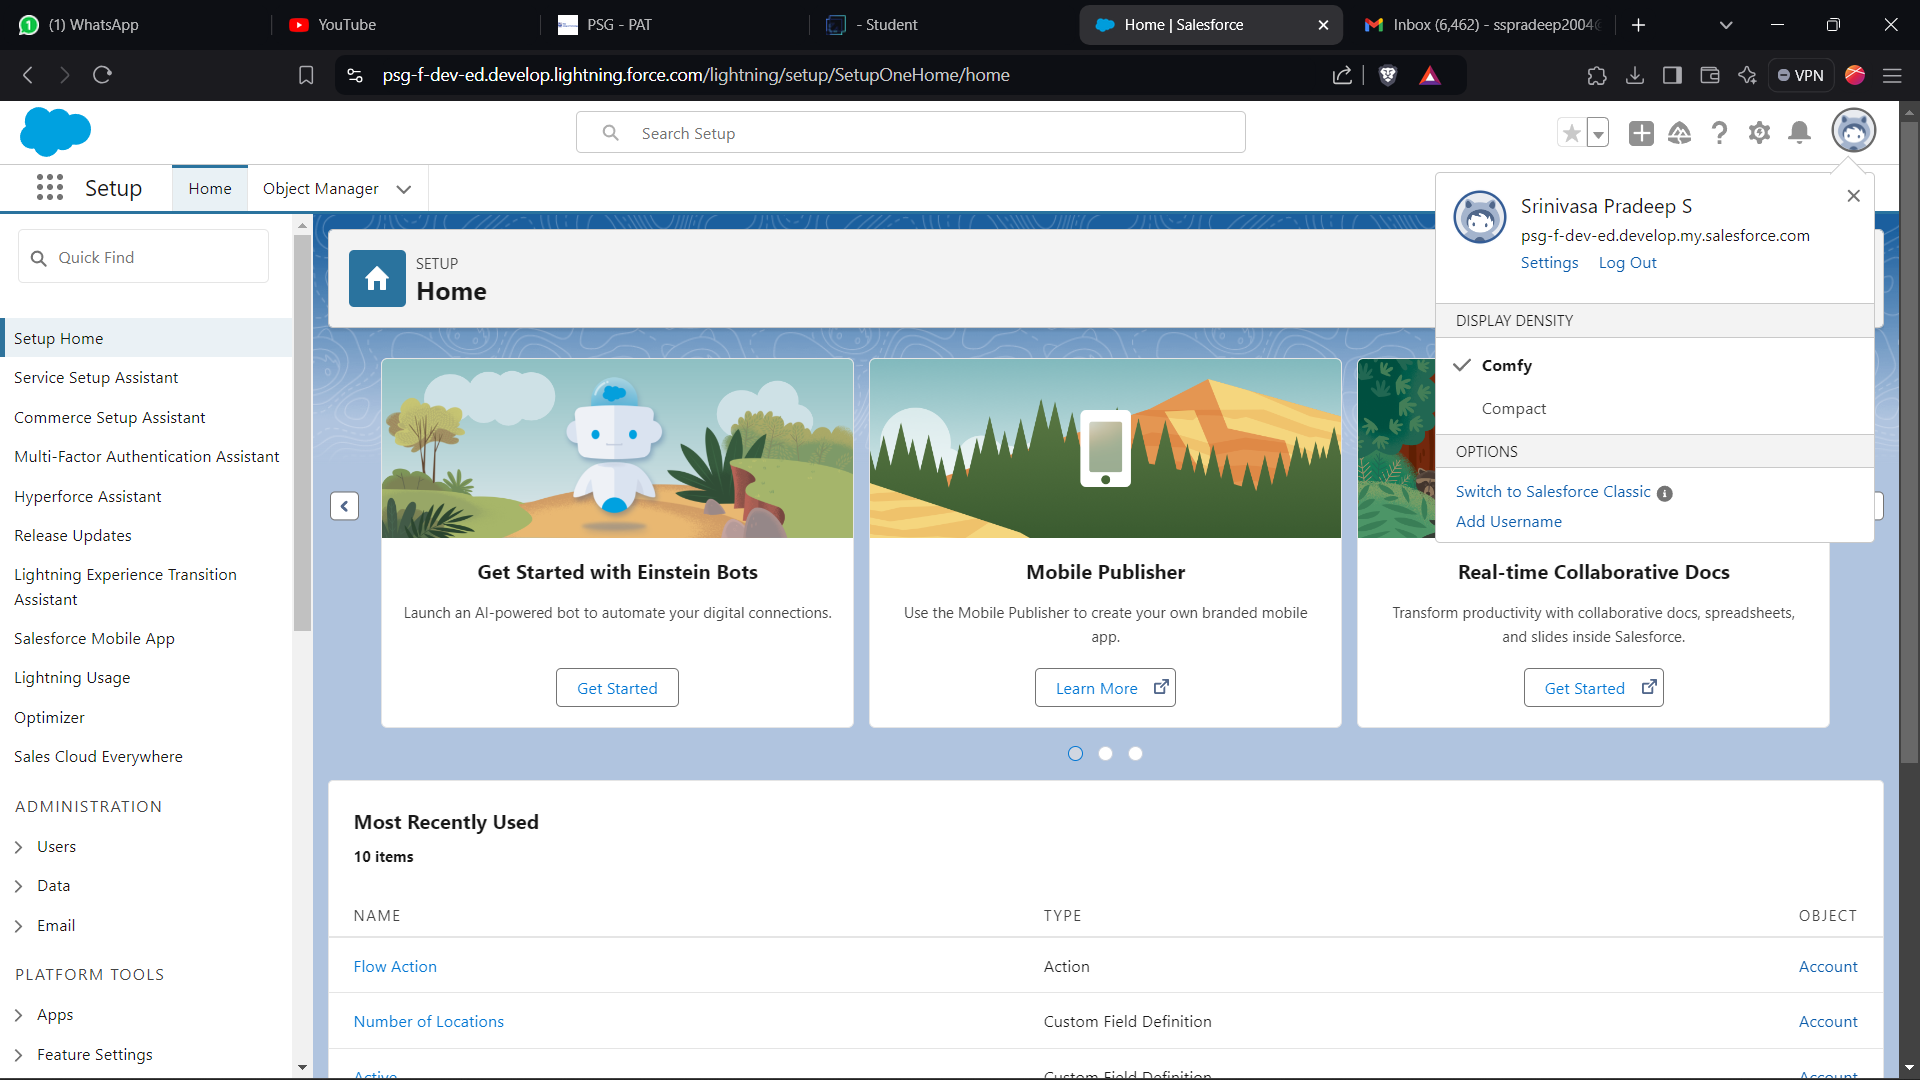 (1) WhatsApp
YouTube
PSG - PAT
- Student
Home | Salesforce
Inbox (6,462) - sspradeep2004
psg-f-dev-ed.develop.lightning.force.com/lightning/setup/SetupOneHome/home
VPN
Search Setup
Setup
Home
Object Manager
Quick Find
Setup Home
Service Setup Assistant
Commerce Setup Assistant
Multi-Factor Authentication Assistant
Hyperforce Assistant
Release Updates
Lightning Experience Transition
Assistant
Salesforce Mobile App
Lightning Usage
Optimizer
Sales Cloud Everywhere
ADMINISTRATION
Users
Data
Email
PLATFORM TOOLS
Apps
Feature Settings
SETUP
Home
Srinivasa Pradeep S
psg-f-dev-ed.develop.my.salesforce.com
Settings
Log Out
DISPLAY DENSITY
Comfy
Compact
OPTIONS
Switch to Salesforce Classic
Add Username
Get Started with Einstein Bots
Launch an AI-powered bot to automate your digital connections.
Get Started
Mobile Publisher
Use the Mobile Publisher to create your own branded mobile
app.
Learn More
Real-time Collaborative Docs
Transform productivity with collaborative docs, spreadsheets,
and slides inside Salesforce.
Get Started
Most Recently Used
10 items
NAME
TYPE
OBJECT
Flow Action
Action
Account
Number of Locations
Custom Field Definition
Account
Active
Custom Field Definition
Account